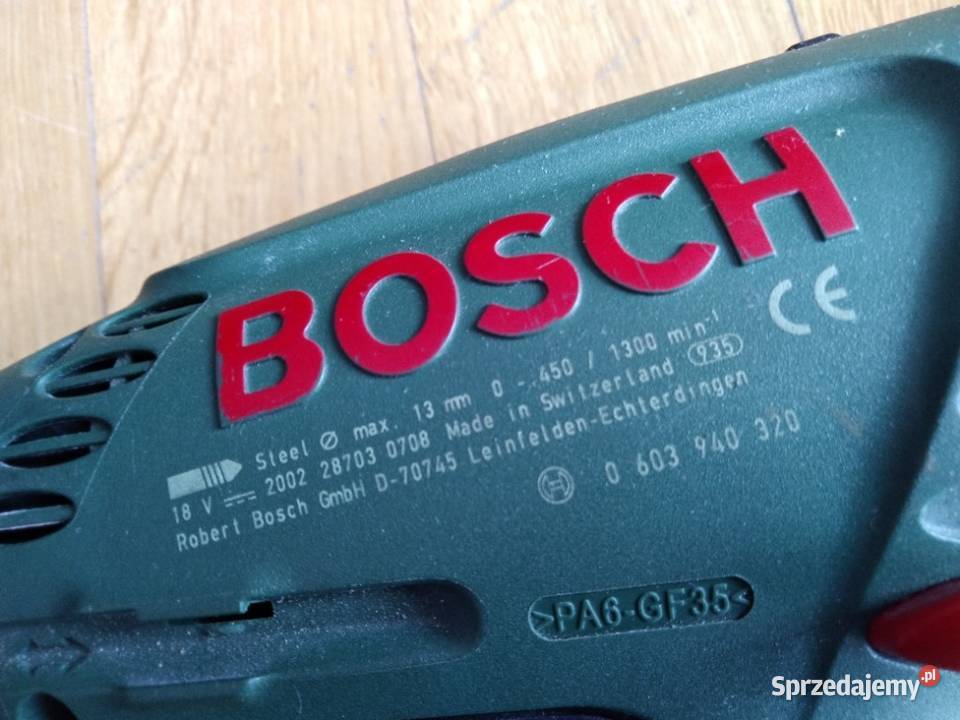 BOSCH
CE
Steel Ø max. 13 mm 0 - 450 / 1300 min⁻¹
18 V 2002 28703 0708 Made in Switzerland 935
Robert Bosch GmbH D-70745 Leinfelden-Echterdingen
0 603 940 320
>PA6-GF35<
Sprzedajemy.pl